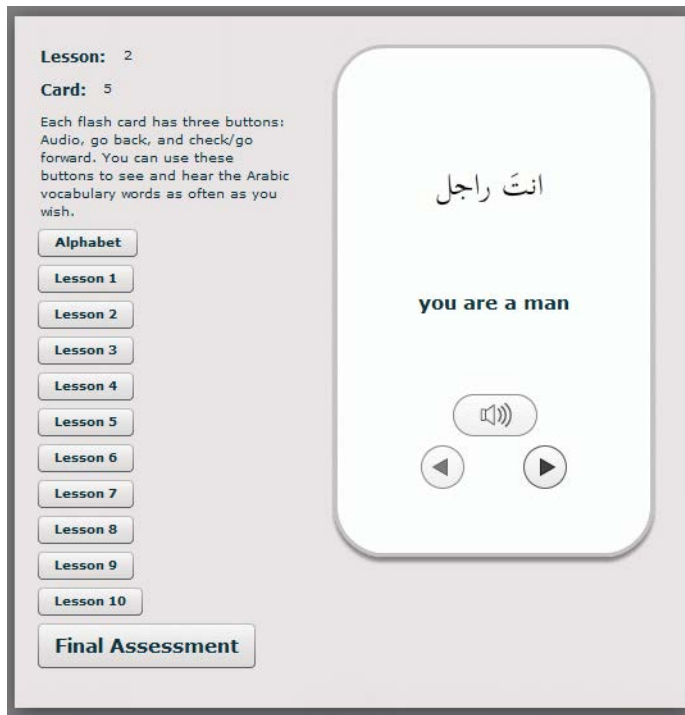 Lesson: 2
Card: 5
Each flash card has three buttons:
Audio, go back, and check/go
forward. You can use these
buttons to see and hear the Arabic
vocabulary words as often as you
wish.
Alphabet
Lesson 1
Lesson 2
Lesson 3
Lesson 4
Lesson 5
Lesson 6
Lesson 7
Lesson 8
Lesson 9
Lesson 10
Final Assessment
انتَ راجل
you are a man